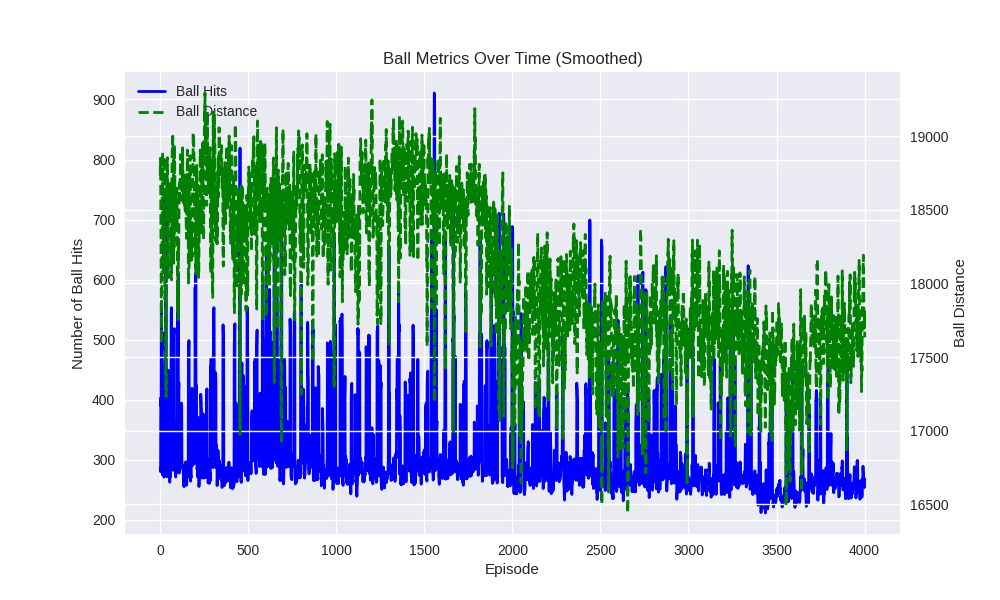 Ball Metrics Over Time (Smoothed)
Ball Hits
Ball Distance
Number of Ball Hits
900
800
700
600
500
400
300
200
19000
18500
18000
17500
17000
16500
Ball Distance
0 500 1000 1500 2000 2500 3000 3500 4000
Episode